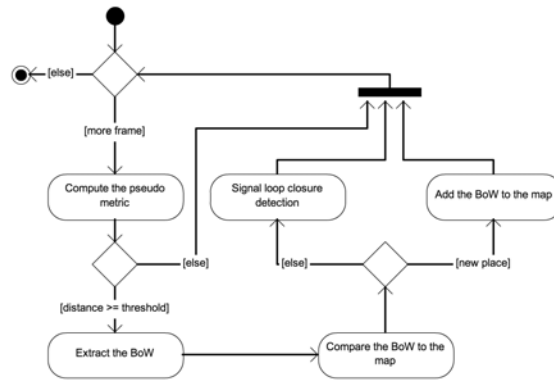 [else]
[more frame]
Compute the pseudo
metric
Signal loop closure
detection
Add the BoW to the map
[else]
[else]
[new place]
[distance >= threshold]
Extract the BoW
Compare the BoW to the
map